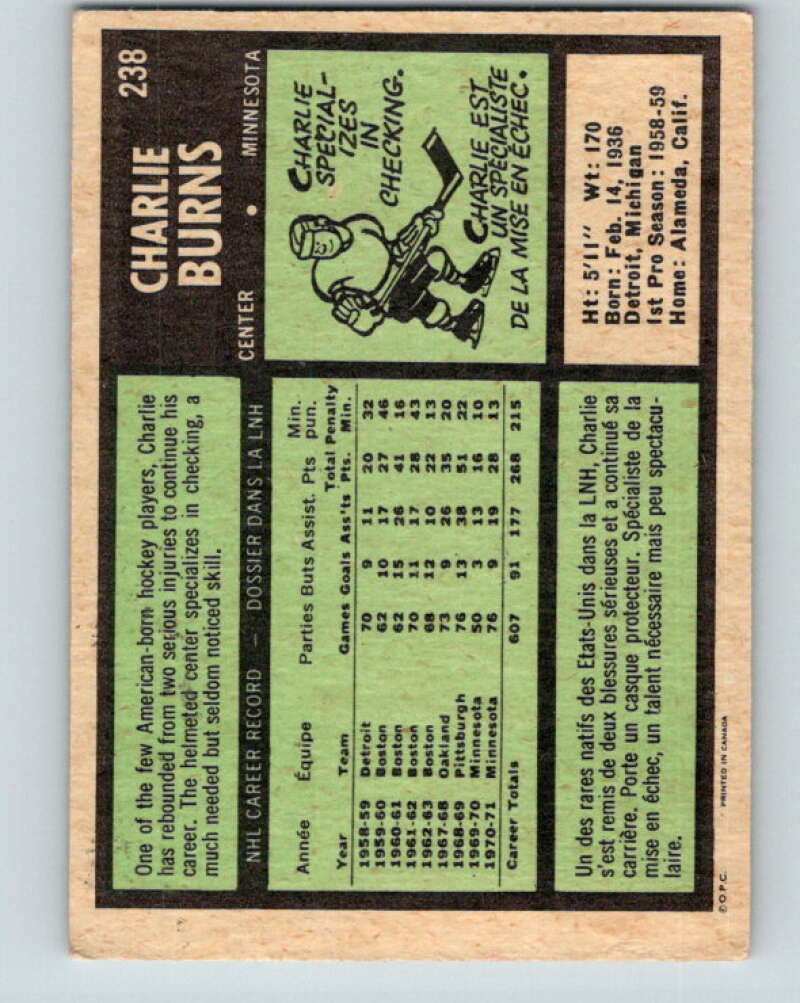 238
CHARLIE
BURNS
CENTER • MINNESOTA
One of the few American-born hockey players, Charlie
has rebounded from two serious injuries to continue his
career. The helmeted center specializes in checking, a
much needed but seldom noticed skill.
CHARLIE
SPECIAL-
IZES
IN
CHECKING.
CHARLIE EST
UN SPÉCIALISTE
DE LA MISE EN ÉCHEC.
NHL CAREER RECORD — DOSSIER DANS LA LNH
Année Équipe Parties Buts Assist. Pts Min. pun.
Year Team Games Goals Ass'ts Total Pts. Penalty Min.
1958-59 Detroit 70 9 11 20 32
1959-60 Boston 62 10 17 27 46
1960-61 Boston 62 15 26 41 16
1961-62 Boston 70 11 17 28 43
1962-63 Boston 68 12 10 22 13
1967-68 Oakland 73 9 26 35 20
1968-69 Pittsburgh 76 13 38 51 22
1969-70 Minnesota 50 3 13 16 10
1970-71 Minnesota 76 9 19 28 13
Career Totals 607 91 177 268 215
Ht: 5'11" Wt: 170
Born: Feb. 14, 1936
Detroit, Michigan
1st Pro Season: 1958-59
Home: Alameda, Calif.
Un des rares natifs des Etats-Unis dans la LNH, Charlie
s'est remis de deux blessures sérieuses et a continué sa
carrière. Porte un casque protecteur. Spécialiste de la
mise en échec, un talent nécessaire mais peu spectacu-
laire.
© O.P.C. PRINTED IN CANADA